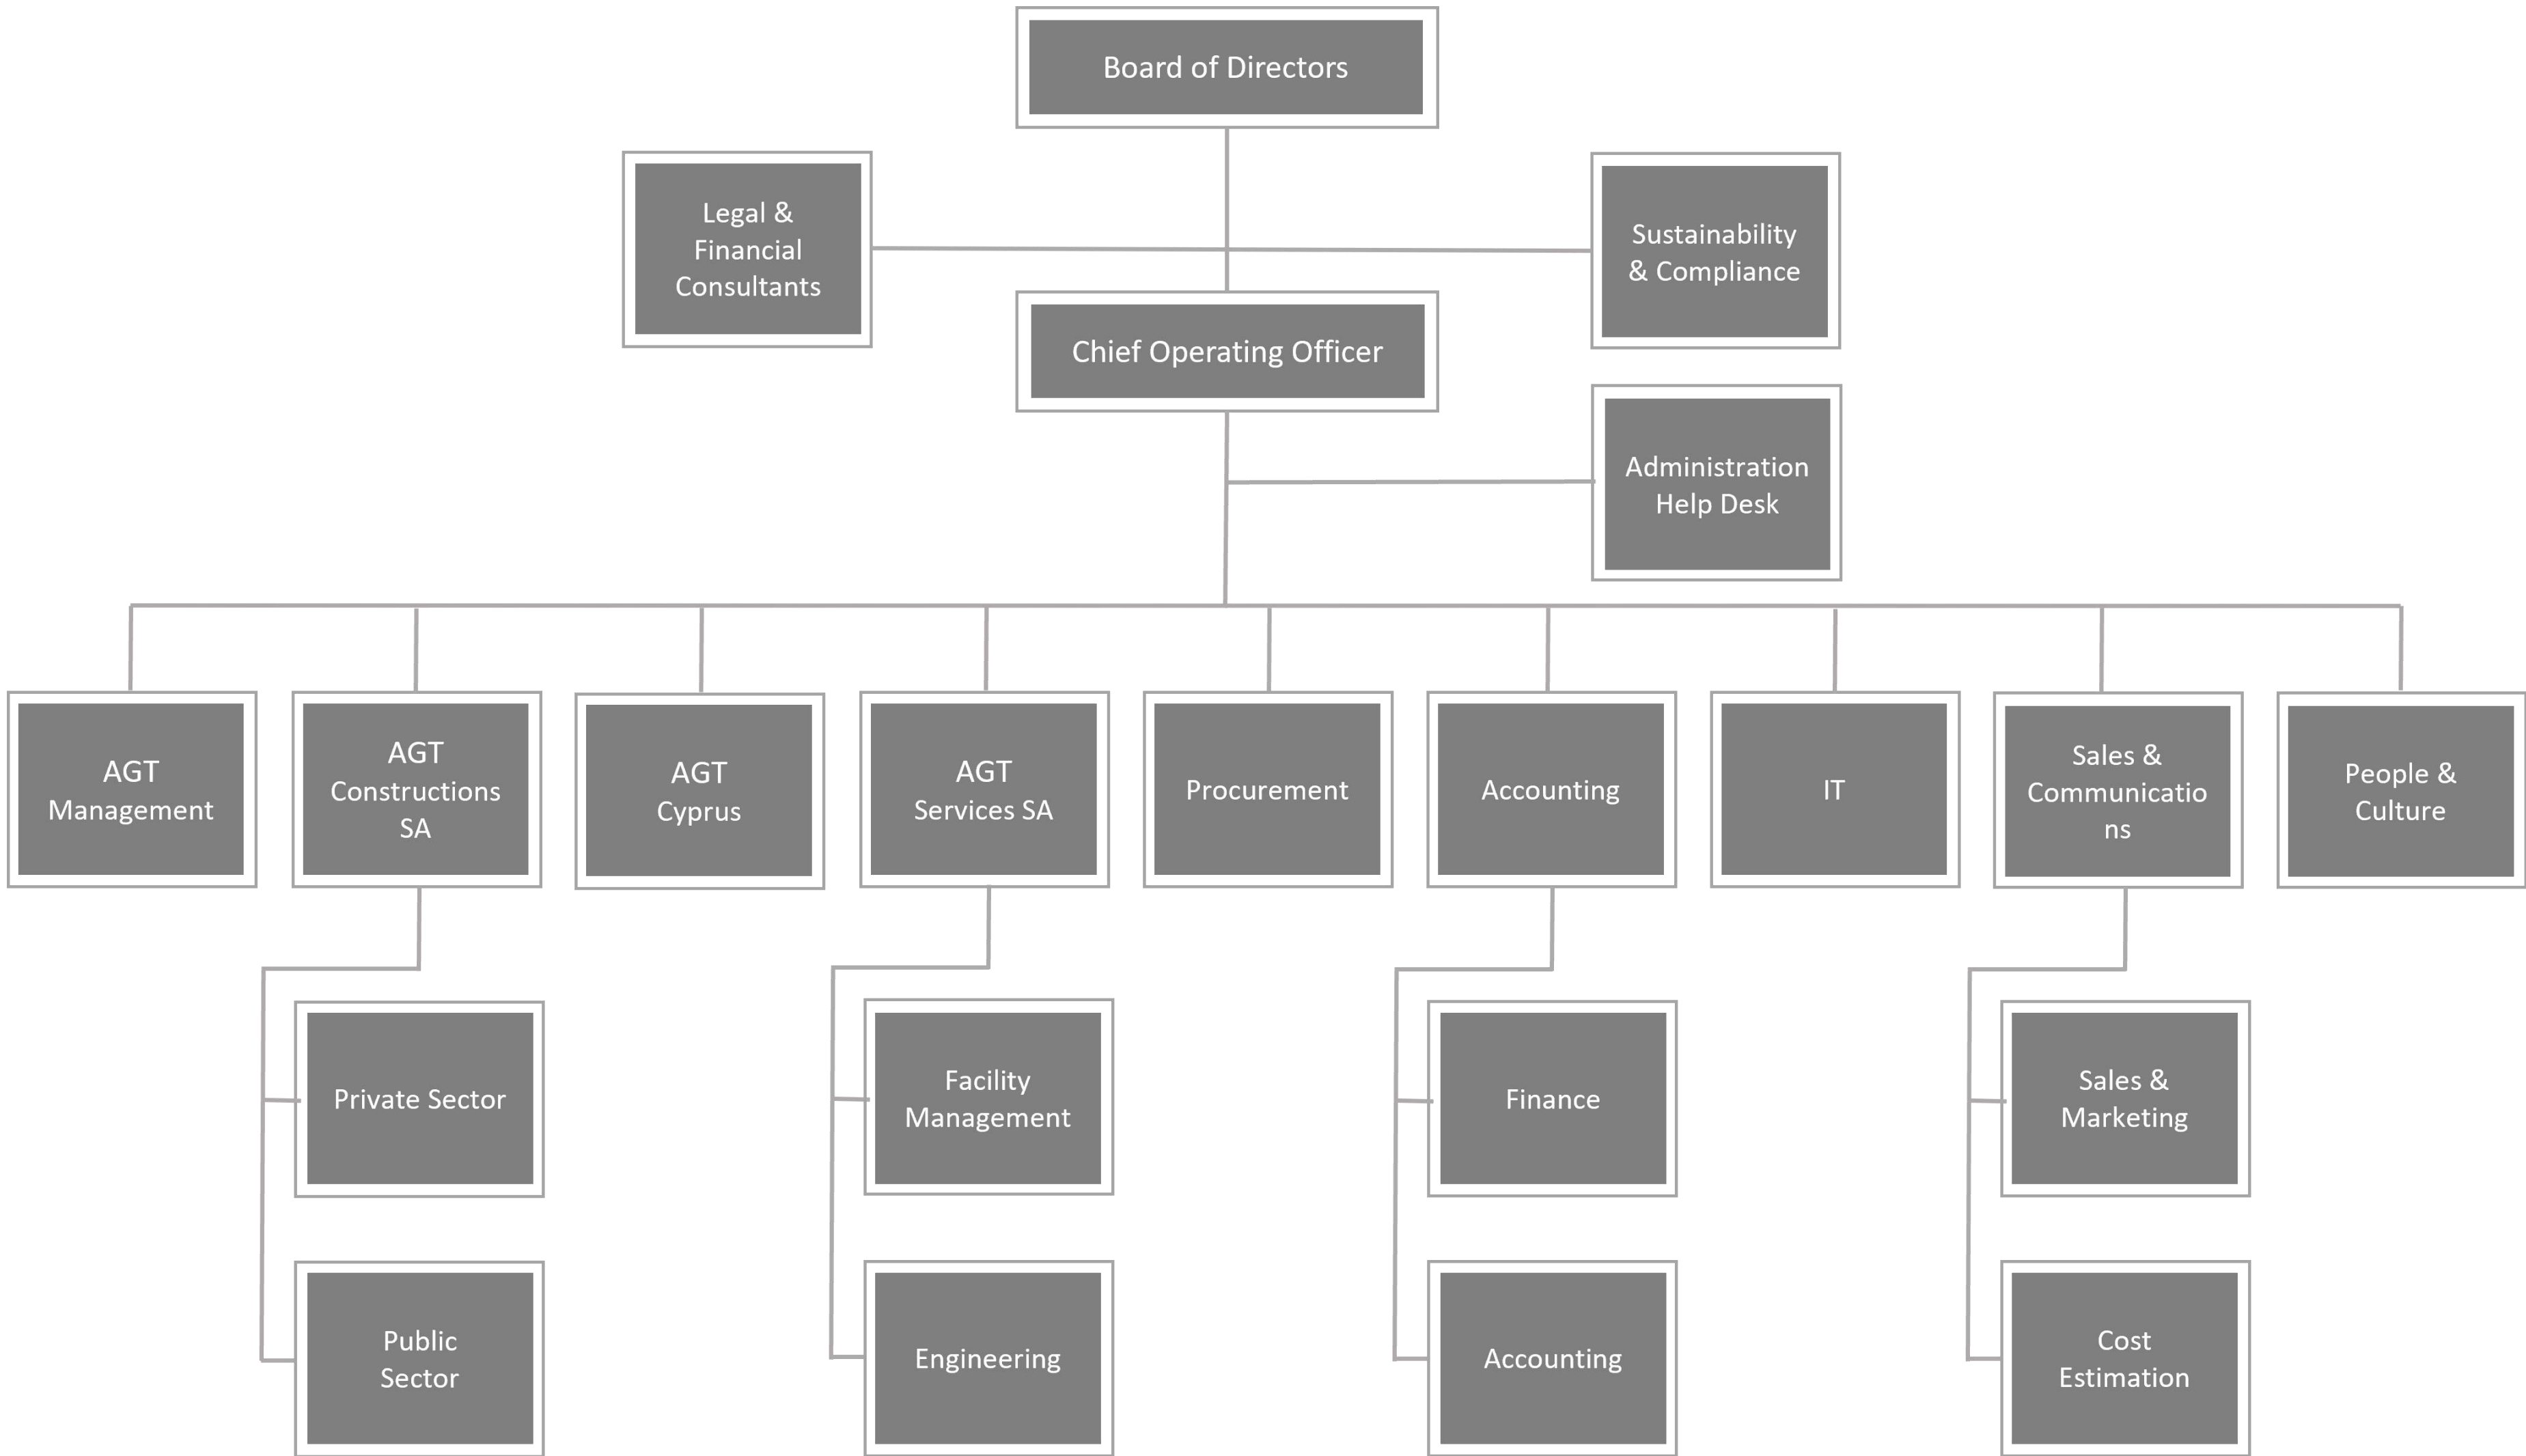 Board of Directors
Legal &
Financial
Consultants
Sustainability
& Compliance
Chief Operating Officer
Administration
Help Desk
AGT
Management
AGT
Constructions
SA
AGT
Cyprus
AGT
Services SA
Procurement
Accounting
IT
Sales &
Communicatio
ns
People &
Culture
Private Sector
Facility
Management
Finance
Sales &
Marketing
Public
Sector
Engineering
Accounting
Cost
Estimation